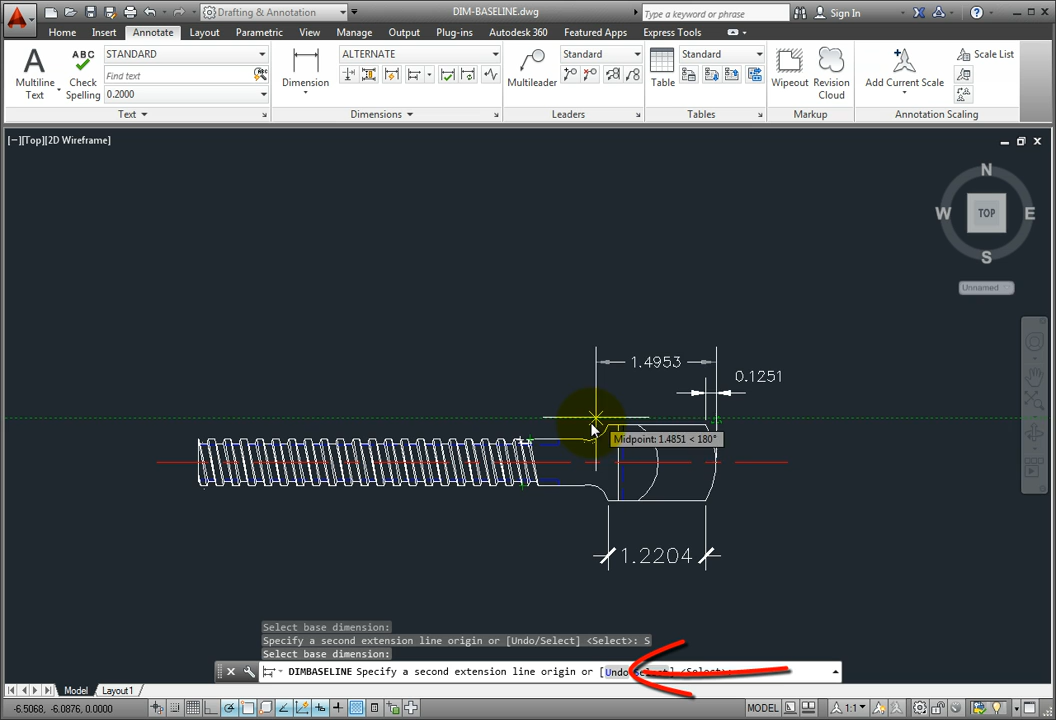 Drafting & Annotation
DIM-BASELINE.dwg
Type a keyword or phrase
Sign In
Home Insert Annotate Layout Parametric View Manage Output Plug-ins Autodesk 360 Featured Apps Express Tools
STANDARD
ALTERNATE
Standard
Standard
Scale List
Find text
0.2000
Multiline
Text
Check
Spelling
Dimension
Multileader
Table
Wipeout
Revision
Cloud
Add Current Scale
Text
Dimensions
Leaders
Tables
Markup
Annotation Scaling
[–][Top][2D Wireframe]
N
W
TOP
E
S
Unnamed
1.4953
0.1251
Midpoint: 1.4851 < 180°
1.2204
Select base dimension:
Specify a second extension line origin or [Undo/Select] <Select>: S
Select base dimension:
DIMBASELINE Specify a second extension line origin or [Undo Select] <Select>:
Model
Layout1
-6.5068, -6.0876, 0.0000
MODEL
1:1